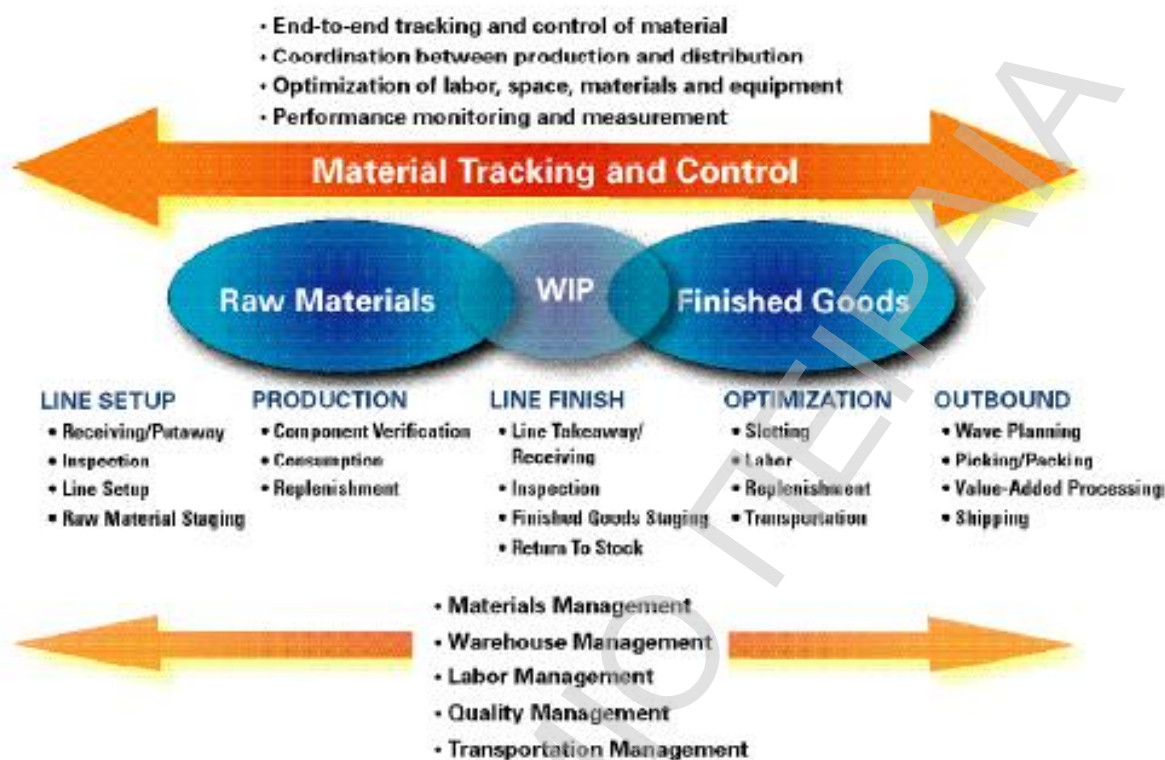 • End-to-end tracking and control of material
• Coordination between production and distribution
• Optimization of labor, space, materials and equipment
• Performance monitoring and measurement
Material Tracking and Control
Raw Materials
WIP
Finished Goods
LINE SETUP
• Receiving/Putaway
• Inspection
• Line Setup
• Raw Material Staging
PRODUCTION
• Component Verification
• Consumption
• Replenishment
LINE FINISH
• Line Takeaway/
Receiving
• Inspection
• Finished Goods Staging
• Return To Stock
OPTIMIZATION
• Slotting
• Labor
• Replenishment
• Transportation
OUTBOUND
• Wave Planning
• Picking/Packing
• Value-Added Processing
• Shipping
• Materials Management
• Warehouse Management
• Labor Management
• Quality Management
• Transportation Management